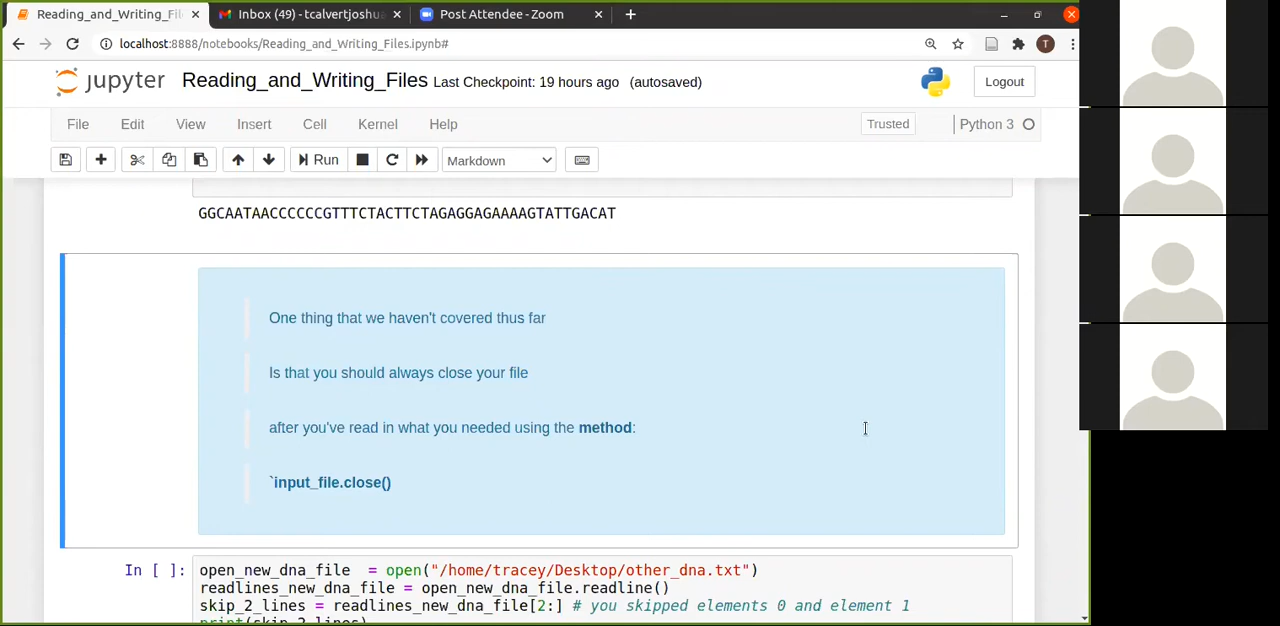 Reading_and_Writing_Fil
Inbox (49) - tcalvertjoshua
Post Attendee - Zoom
localhost:8888/notebooks/Reading_and_Writing_Files.ipynb#
T
jupyter Reading_and_Writing_Files Last Checkpoint: 19 hours ago (autosaved)
Logout
File Edit View Insert Cell Kernel Help
Trusted
Python 3
Run
Markdown
GGCAATAACCCCCCGTTTCTACTTCTAGAGGAGAAAAGTATTGACAT
One thing that we haven't covered thus far
Is that you should always close your file
after you've read in what you needed using the method:
`input_file.close()
In [ ]:
open_new_dna_file  = open("/home/tracey/Desktop/other_dna.txt")
readlines_new_dna_file = open_new_dna_file.readline()
skip_2_lines = readlines_new_dna_file[2:] # you skipped elements 0 and element 1
print(skip_2_lines)